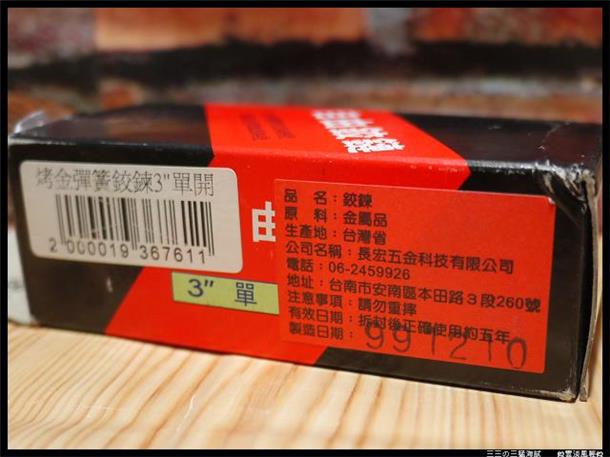 烤金彈簧鉸鍊3"單開
2 000019 367611
3" 單
品 名：鉸鍊
原 料：金屬品
生產地：台灣省
公司名稱：長宏五金科技有限公司
電話：06-2459926
地址：台南市安南區本田路３段260號
注意事項：請勿重摔
有效日期：拆封後正確使用約五年
製造日期：
991210